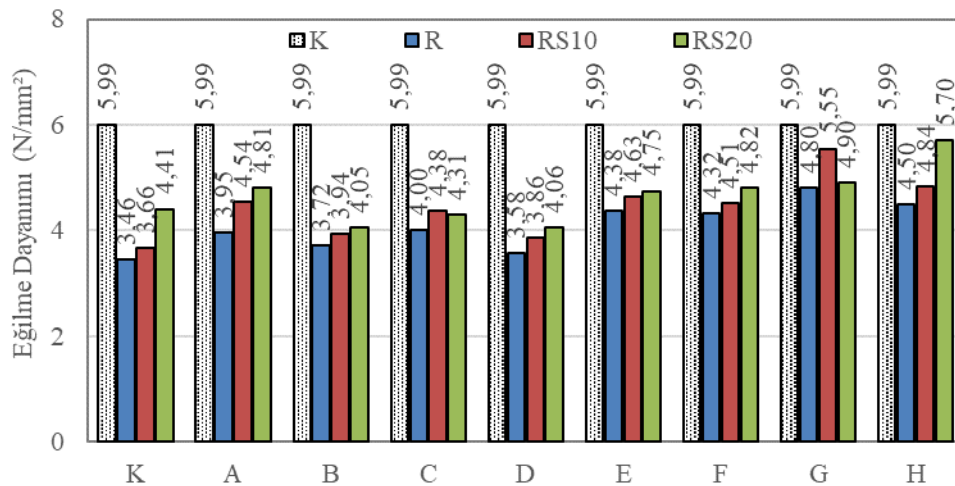 Eğilme Dayanımı (N/mm²)
8
6
4
2
0
K R RS10 RS20
5,99 3,46 3,66 4,41
5,99 3,95 4,54 4,81
5,99 3,72 3,94 4,05
5,99 4,00 4,38 4,31
5,99 3,58 3,86 4,06
5,99 4,38 4,63 4,75
5,99 4,32 4,51 4,82
5,99 4,80 5,55 4,90
5,99 4,50 4,84 5,70
K A B C D E F G H